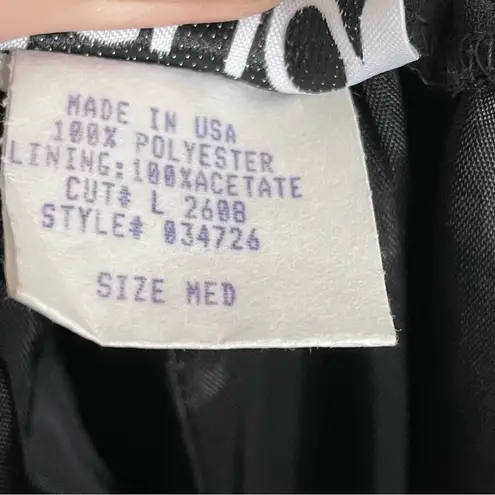 MADE IN USA
100% POLYESTER
LINING:100%ACETATE
CUT# L 2608
STYLE# 034726
SIZE MED